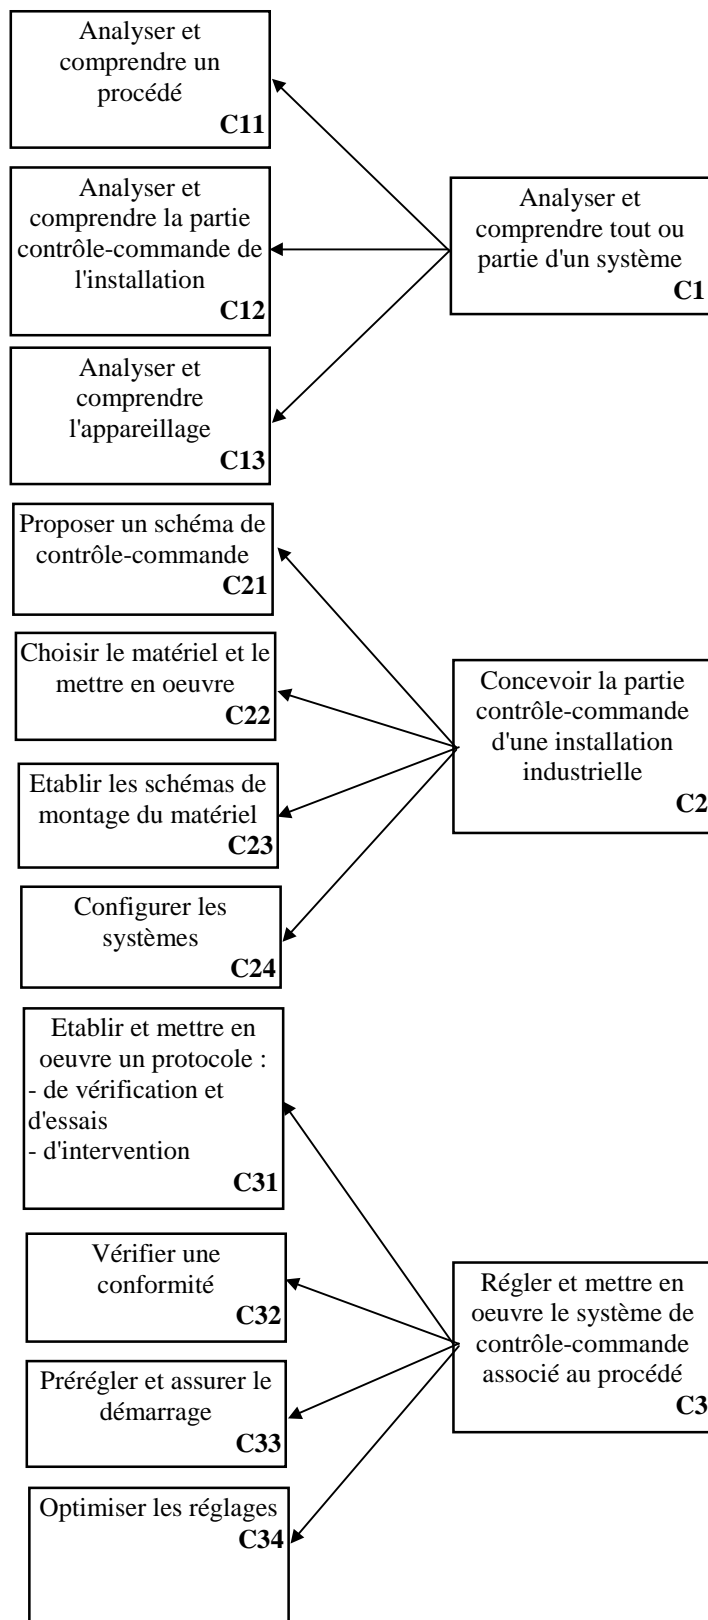 Analyser et
comprendre un
procédé
C11
Analyser et
comprendre la partie
contrôle-commande de
l'installation
C12
Analyser et
comprendre
l'appareillage
C13
Analyser et
comprendre tout ou
partie d'un système
C1
Proposer un schéma de
contrôle-commande
C21
Choisir le matériel et le
mettre en oeuvre
C22
Etablir les schémas de
montage du matériel
C23
Configurer les
systèmes
C24
Concevoir la partie
contrôle-commande
d'une installation
industrielle
C2
Etablir et mettre en
oeuvre un protocole :
- de vérification et
d'essais
- d'intervention
C31
Vérifier une
conformité
C32
Prérégler et assurer le
démarrage
C33
Optimiser les réglages
C34
Régler et mettre en
oeuvre le système de
contrôle-commande
associé au procédé
C3